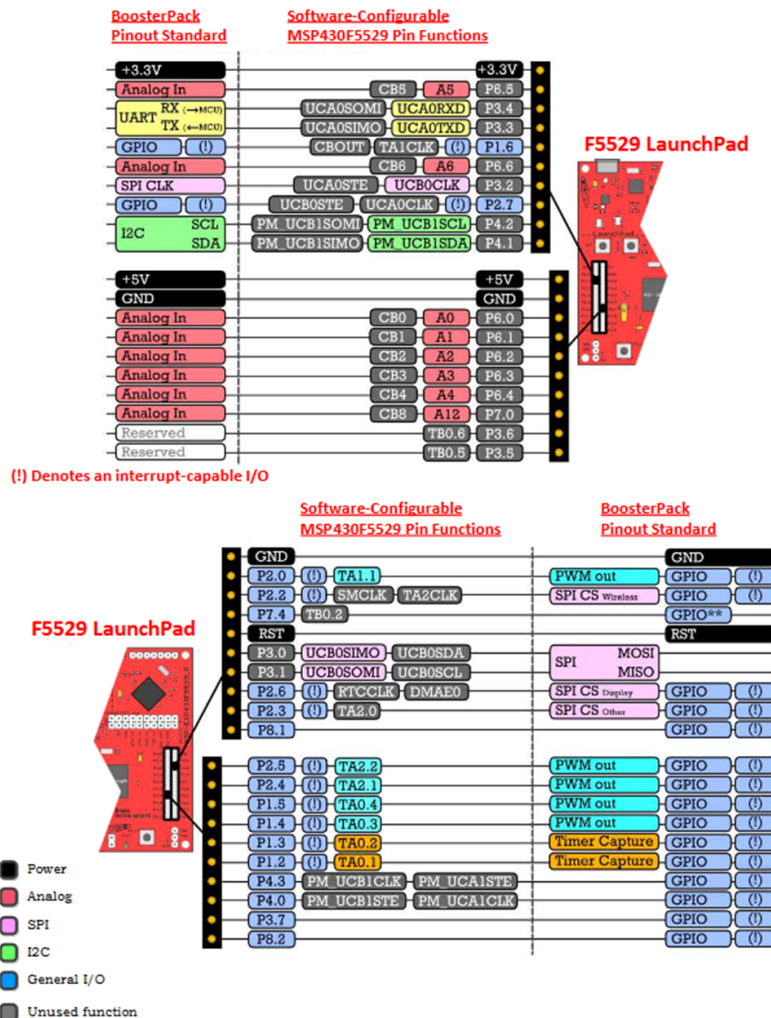 BoosterPack Pinout Standard
Software-Configurable MSP430F5529 Pin Functions
+3.3V +3.3V
Analog In CB5 A5 P6.5
UART RX (→MCU) UCA0SOMI UCA0RXD P3.4
TX (←MCU) UCA0SIMO UCA0TXD P3.3
GPIO (!) CBOUT TA1CLK (!) P1.6
Analog In CB6 A6 P6.6
SPI CLK UCA0STE UCB0CLK P3.2
GPIO (!) UCB0STE UCA0CLK (!) P2.7
I2C SCL PM_UCB1SOMI PM_UCB1SCL P4.2
SDA PM_UCB1SIMO PM_UCB1SDA P4.1
F5529 LaunchPad
LaunchPad
+5V +5V
GND GND
Analog In CB0 A0 P6.0
Analog In CB1 A1 P6.1
Analog In CB2 A2 P6.2
Analog In CB3 A3 P6.3
Analog In CB4 A4 P6.4
Analog In CB8 A12 P7.0
Reserved TB0.6 P3.6
Reserved TB0.5 P3.5
(!) Denotes an interrupt-capable I/O
Software-Configurable MSP430F5529 Pin Functions
BoosterPack Pinout Standard
GND GND
P2.0 (!) TA1.1 PWM out GPIO (!)
P2.2 (!) SMCLK TA2CLK SPI CS Wireless GPIO (!)
P7.4 TB0.2 GPIO**
RST RST
P3.0 UCB0SIMO UCB0SDA SPI MOSI
P3.1 UCB0SOMI UCB0SCL MISO
P2.6 (!) RTCCLK DMAE0 SPI CS Display GPIO (!)
P2.3 (!) TA2.0 SPI CS Other GPIO (!)
P8.1 GPIO (!)
F5529 LaunchPad
P2.5 (!) TA2.2 PWM out GPIO (!)
P2.4 (!) TA2.1 PWM out GPIO (!)
P1.5 (!) TA0.4 PWM out GPIO (!)
P1.4 (!) TA0.3 PWM out GPIO (!)
P1.3 (!) TA0.2 Timer Capture GPIO (!)
P1.2 (!) TA0.1 Timer Capture GPIO (!)
P4.3 PM_UCB1CLK PM_UCA1STE GPIO (!)
P4.0 PM_UCB1STE PM_UCA1CLK GPIO (!)
P3.7 GPIO (!)
P8.2 GPIO (!)
Power
Analog
SPI
I2C
General I/O
Unused function